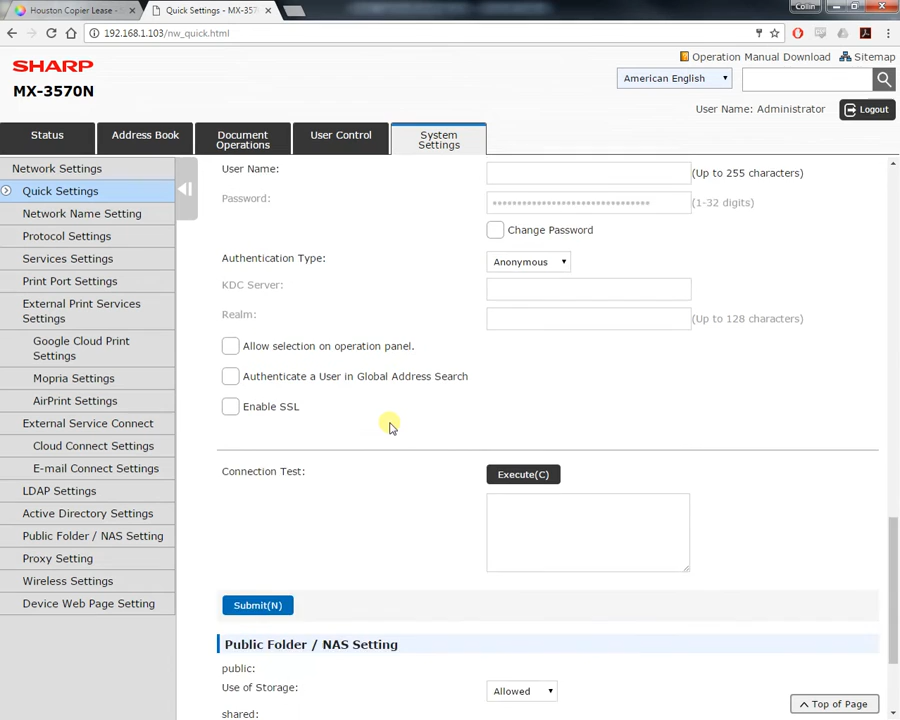 Houston Copier Lease -
Quick Settings - MX-357
Collin
192.168.1.103/nw_quick.html
SHARP
Operation Manual Download
Sitemap
MX-3570N
American English
User Name: Administrator
Logout
Status
Address Book
Document Operations
User Control
System Settings
Network Settings
Quick Settings
Network Name Setting
Protocol Settings
Services Settings
Print Port Settings
External Print Services Settings
Google Cloud Print Settings
Mopria Settings
AirPrint Settings
External Service Connect
Cloud Connect Settings
E-mail Connect Settings
LDAP Settings
Active Directory Settings
Public Folder / NAS Setting
Proxy Setting
Wireless Settings
Device Web Page Setting
User Name:
(Up to 255 characters)
Password:
(1-32 digits)
Change Password
Authentication Type:
Anonymous
KDC Server:
Realm:
(Up to 128 characters)
Allow selection on operation panel.
Authenticate a User in Global Address Search
Enable SSL
Connection Test:
Execute(C)
Submit(N)
Public Folder / NAS Setting
public:
Use of Storage:
Allowed
shared:
Top of Page